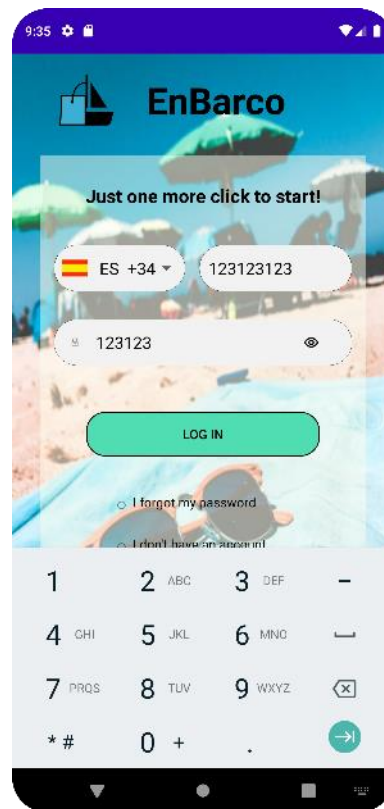 9:35
EnBarco
Just one more click to start!
ES +34 123123123
123123
LOG IN
I forgot my password
I don't have an account
1 2 ABC 3 DEF -
4 GHI 5 JKL 6 MNO
7 PRQS 8 TUV 9 WXYZ
* # 0 + .